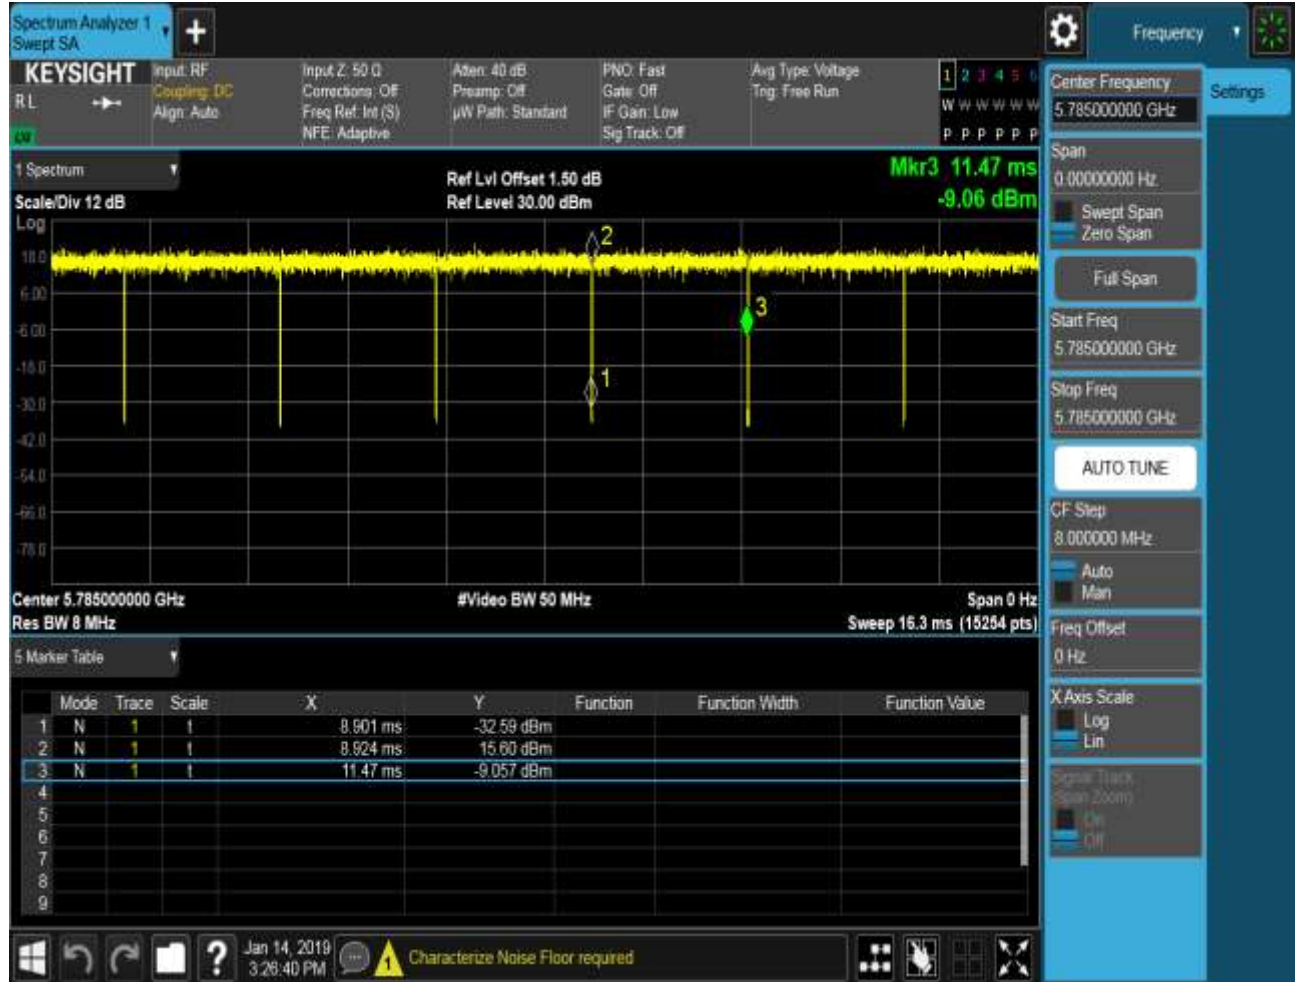 Spectrum Analyzer 1
Swept SA
Frequency
KEYSIGHT
Input: RF
Input Z: 50 Ω
Atten: 40 dB
PNO: Fast
Avg Type: Voltage
1 2 3 4 5 6
R L
Coupling: DC
Corrections: Off
Preamp: Off
Gate: Off
Trig: Free Run
W W W W W W
Align: Auto
Freq Ref: Int (S)
µW Path: Standard
IF Gain: Low
NFE: Adaptive
Sig Track: Off
P P P P P P
1 Spectrum
Ref Lvl Offset 1.50 dB
Mkr3 11.47 ms
Scale/Div 12 dB
Ref Level 30.00 dBm
-9.06 dBm
Log
18.0
6.00
-6.00
-18.0
-30.0
-42.0
-54.0
-66.0
-78.0
2
3
1
Center 5.785000000 GHz
#Video BW 50 MHz
Span 0 Hz
Res BW 8 MHz
Sweep 16.3 ms (15254 pts)
5 Marker Table
Mode Trace Scale X Y Function Function Width Function Value
1 N 1 t 8.901 ms -32.59 dBm
2 N 1 t 8.924 ms 15.60 dBm
3 N 1 t 11.47 ms -9.057 dBm
4
5
6
7
8
9
Center Frequency
5.785000000 GHz
Settings
Span
0.00000000 Hz
Swept Span
Zero Span
Full Span
Start Freq
5.785000000 GHz
Stop Freq
5.785000000 GHz
AUTO TUNE
CF Step
8.000000 MHz
Auto
Man
Freq Offset
0 Hz
X Axis Scale
Log
Lin
Signal Track
(Span Zoom)
On
Off
?
Jan 14, 2019
3:26:40 PM
1
Characterize Noise Floor required